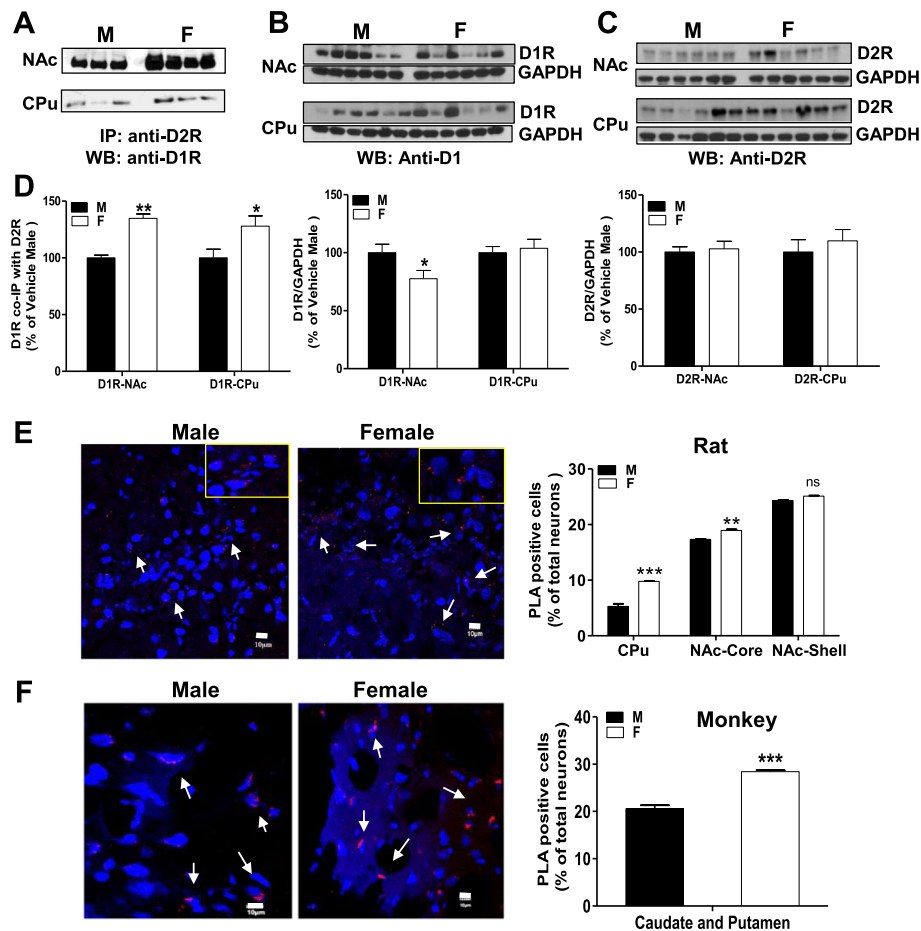 A
M F
NAc
CPu
IP: anti-D2R
WB: anti-D1R
B
M F
NAc
D1R
GAPDH
CPu
D1R
GAPDH
WB: Anti-D1
C
M F
NAc
D2R
GAPDH
CPu
D2R
GAPDH
WB: Anti-D2R
D
D1R co-IP with D2R
(% of Vehicle Male )
150
100
50
0
M
F
**
*
D1R-NAc D1R-CPu
D1R/GAPDH
(% of Vehicle Male )
150
100
50
0
M
F
*
D1R-NAc D1R-CPu
D2R/GAPDH
(% of Vehicle Male )
150
100
50
0
M
F
D2R-NAc D2R-CPu
E
Male
10µm
Female
10µm
Rat
PLA positive cells
(% of total neurons)
30
20
10
0
M
F
***
**
ns
CPu NAc-Core NAc-Shell
F
Male
10µm
Female
Monkey
PLA positive cells
(% of total neurons)
40
30
20
10
0
M
F
***
Caudate and Putamen